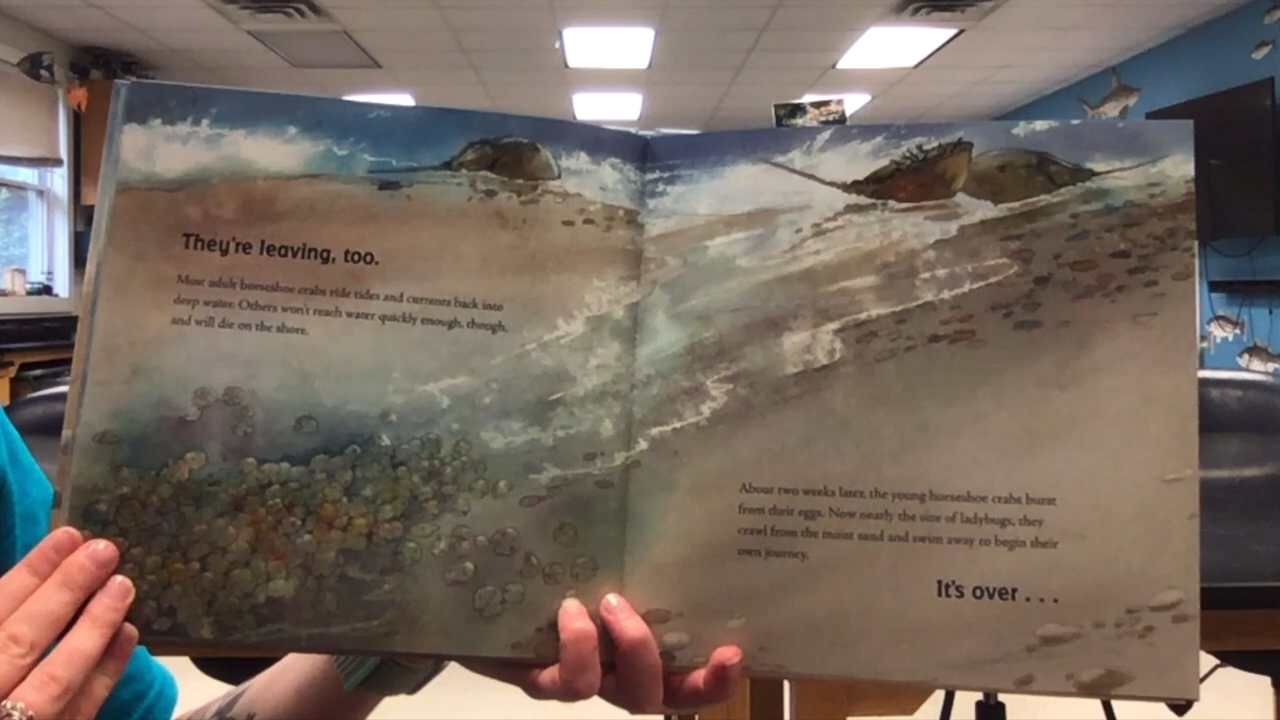 They're leaving, too.
Most adult horseshoe crabs ride tides and currents back into
deep water. Others won't reach water quickly enough, though,
and will die on the shore.
About two weeks later, the young horseshoe crabs burst
from their eggs. Now nearly the size of ladybugs, they
crawl from the moist sand and swim away to begin their
own journey.
It's over . . .